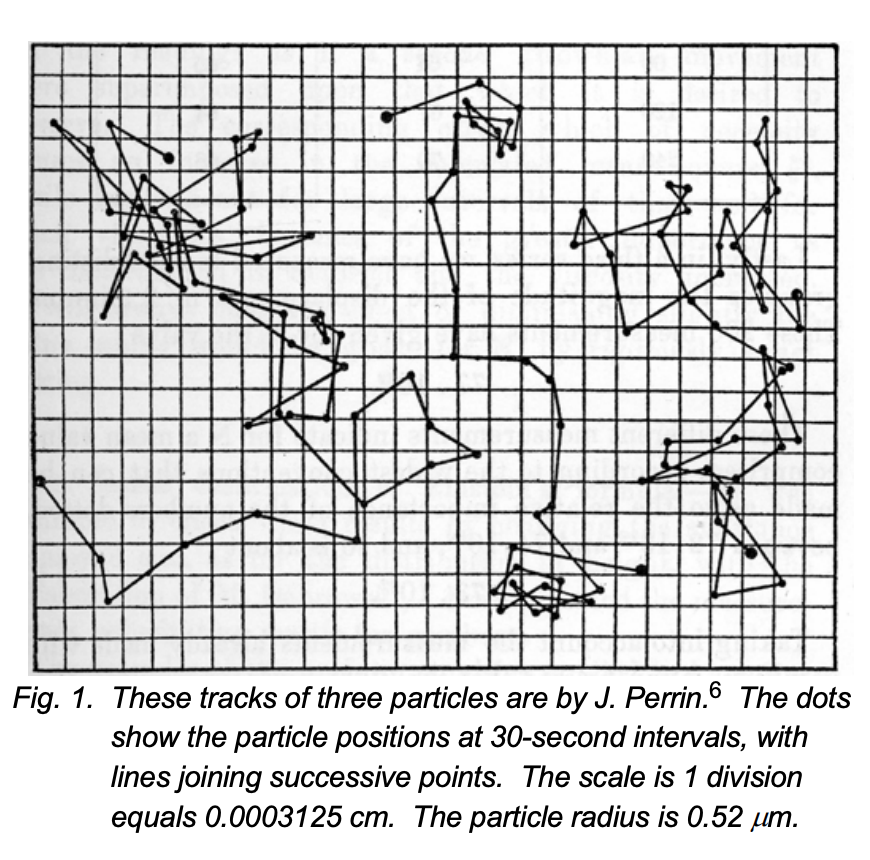 Fig. 1. These tracks of three particles are by J. Perrin.6 The dots
show the particle positions at 30-second intervals, with
lines joining successive points. The scale is 1 division
equals 0.0003125 cm. The particle radius is 0.52 μm.